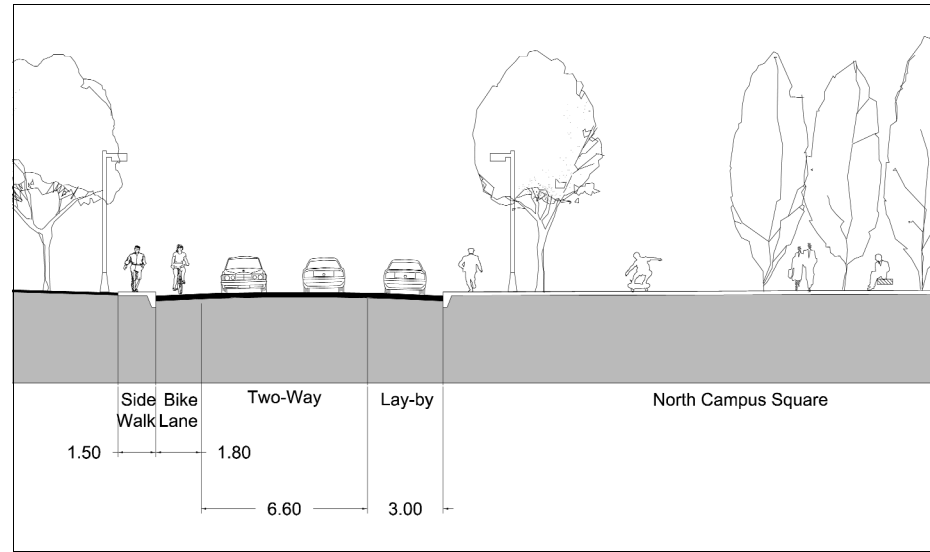 Side Walk
Bike Lane
Two-Way
Lay-by
North Campus Square
1.50
1.80
6.60
3.00